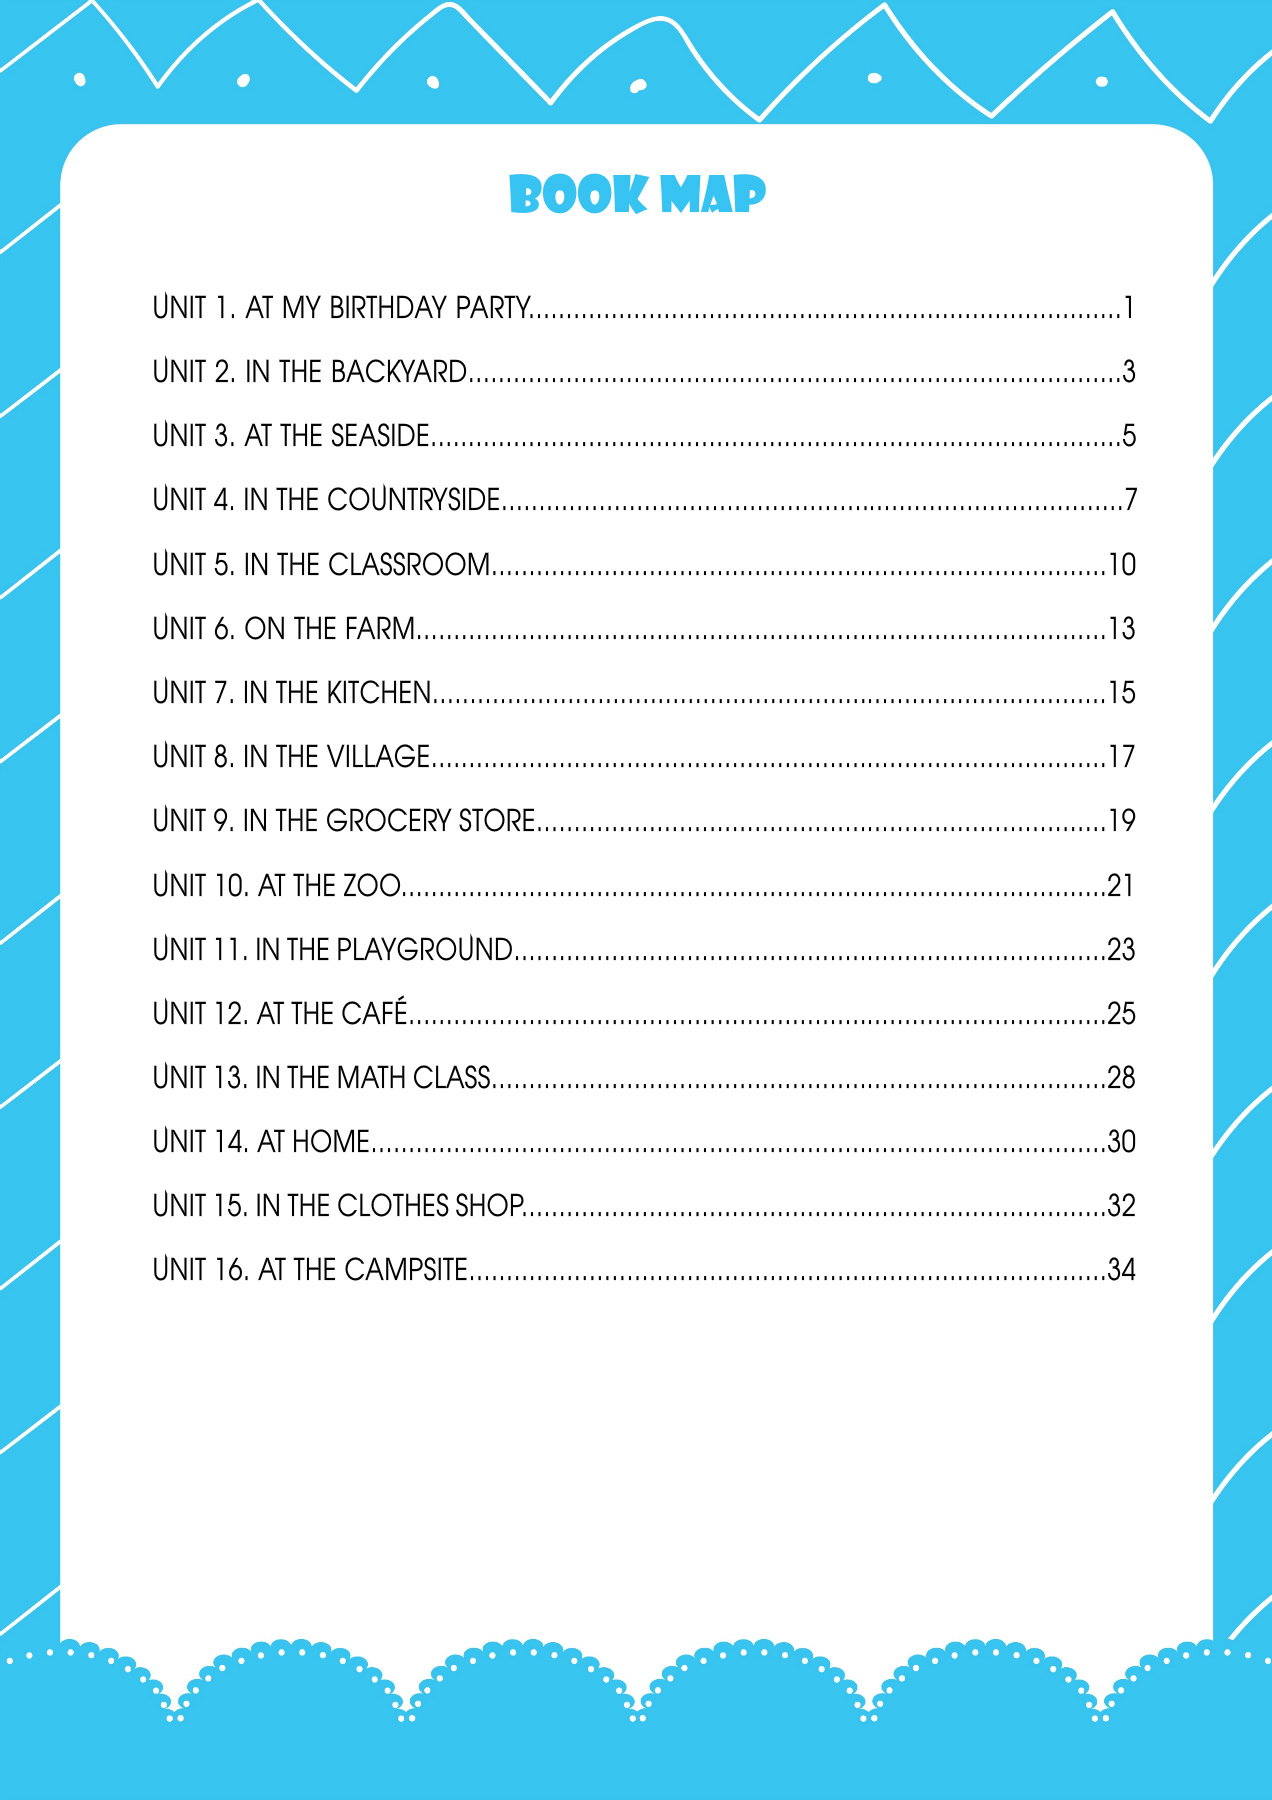 BOOK MAP
UNIT 1. AT MY BIRTHDAY PARTY...............................................................................1
UNIT 2. IN THE BACKYARD.......................................................................................3
UNIT 3. AT THE SEASIDE............................................................................................5
UNIT 4. IN THE COUNTRYSIDE...................................................................................7
UNIT 5. IN THE CLASSROOM..................................................................................10
UNIT 6. ON THE FARM............................................................................................13
UNIT 7. IN THE KITCHEN..........................................................................................15
UNIT 8. IN THE VILLAGE..........................................................................................17
UNIT 9. IN THE GROCERY STORE............................................................................19
UNIT 10. AT THE ZOO..............................................................................................21
UNIT 11. IN THE PLAYGROUND...............................................................................23
UNIT 12. AT THE CAFÉ.............................................................................................25
UNIT 13. IN THE MATH CLASS..................................................................................28
UNIT 14. AT HOME..................................................................................................30
UNIT 15. IN THE CLOTHES SHOP..............................................................................32
UNIT 16. AT THE CAMPSITE.....................................................................................34